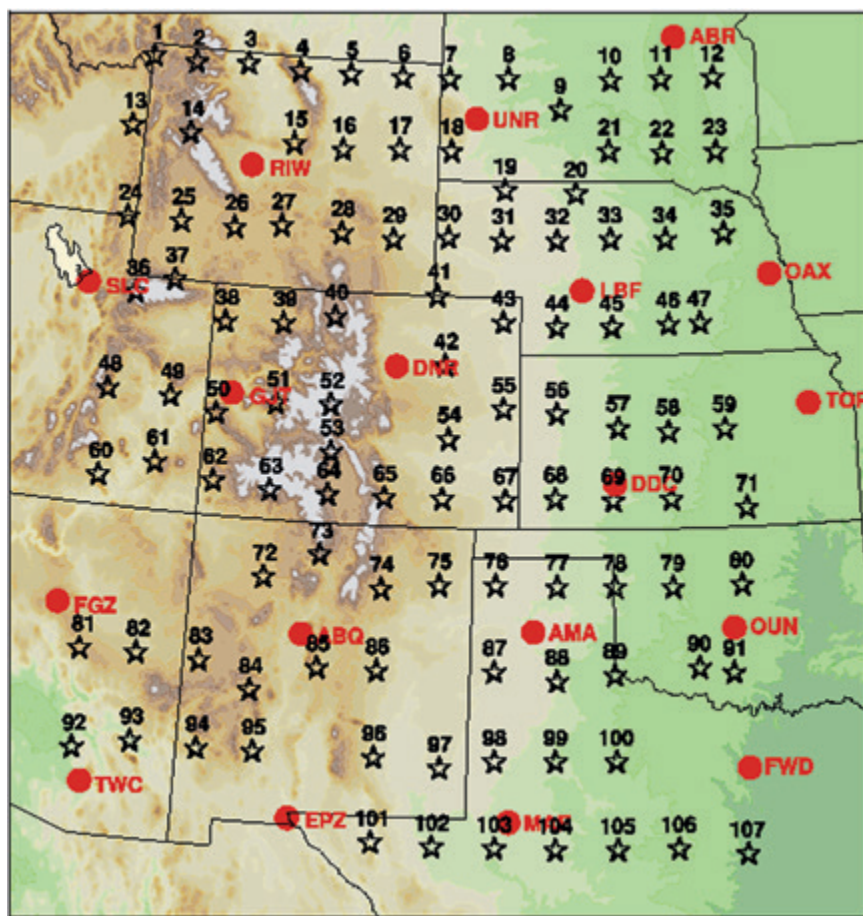 1 2 3 4 5 6 7 8 10 11 ABR 12
9
13 14 15 16 17 18 UNR 21 22 23
RIW
19 20
24 25 26 27 28 29 30 31 32 33 34 35
36 SLC 37 41 LBF OAX
38 39 40 43 44 45 46 47
42 DNR
48 49 50 GJT 51 52 55 56 57 58 59 TOP
53 54
60 61 62 63 64 65 66 67 68 69 DDC 70 71
73
72 74 75 76 77 78 79 80
FGZ
81 82 83 ABQ AMA OUN
84 85 86 87 88 89 90 91
92 93 94 95 96 97 98 99 100
TWC FWD
EPZ MAF
101 102 103 104 105 106 107